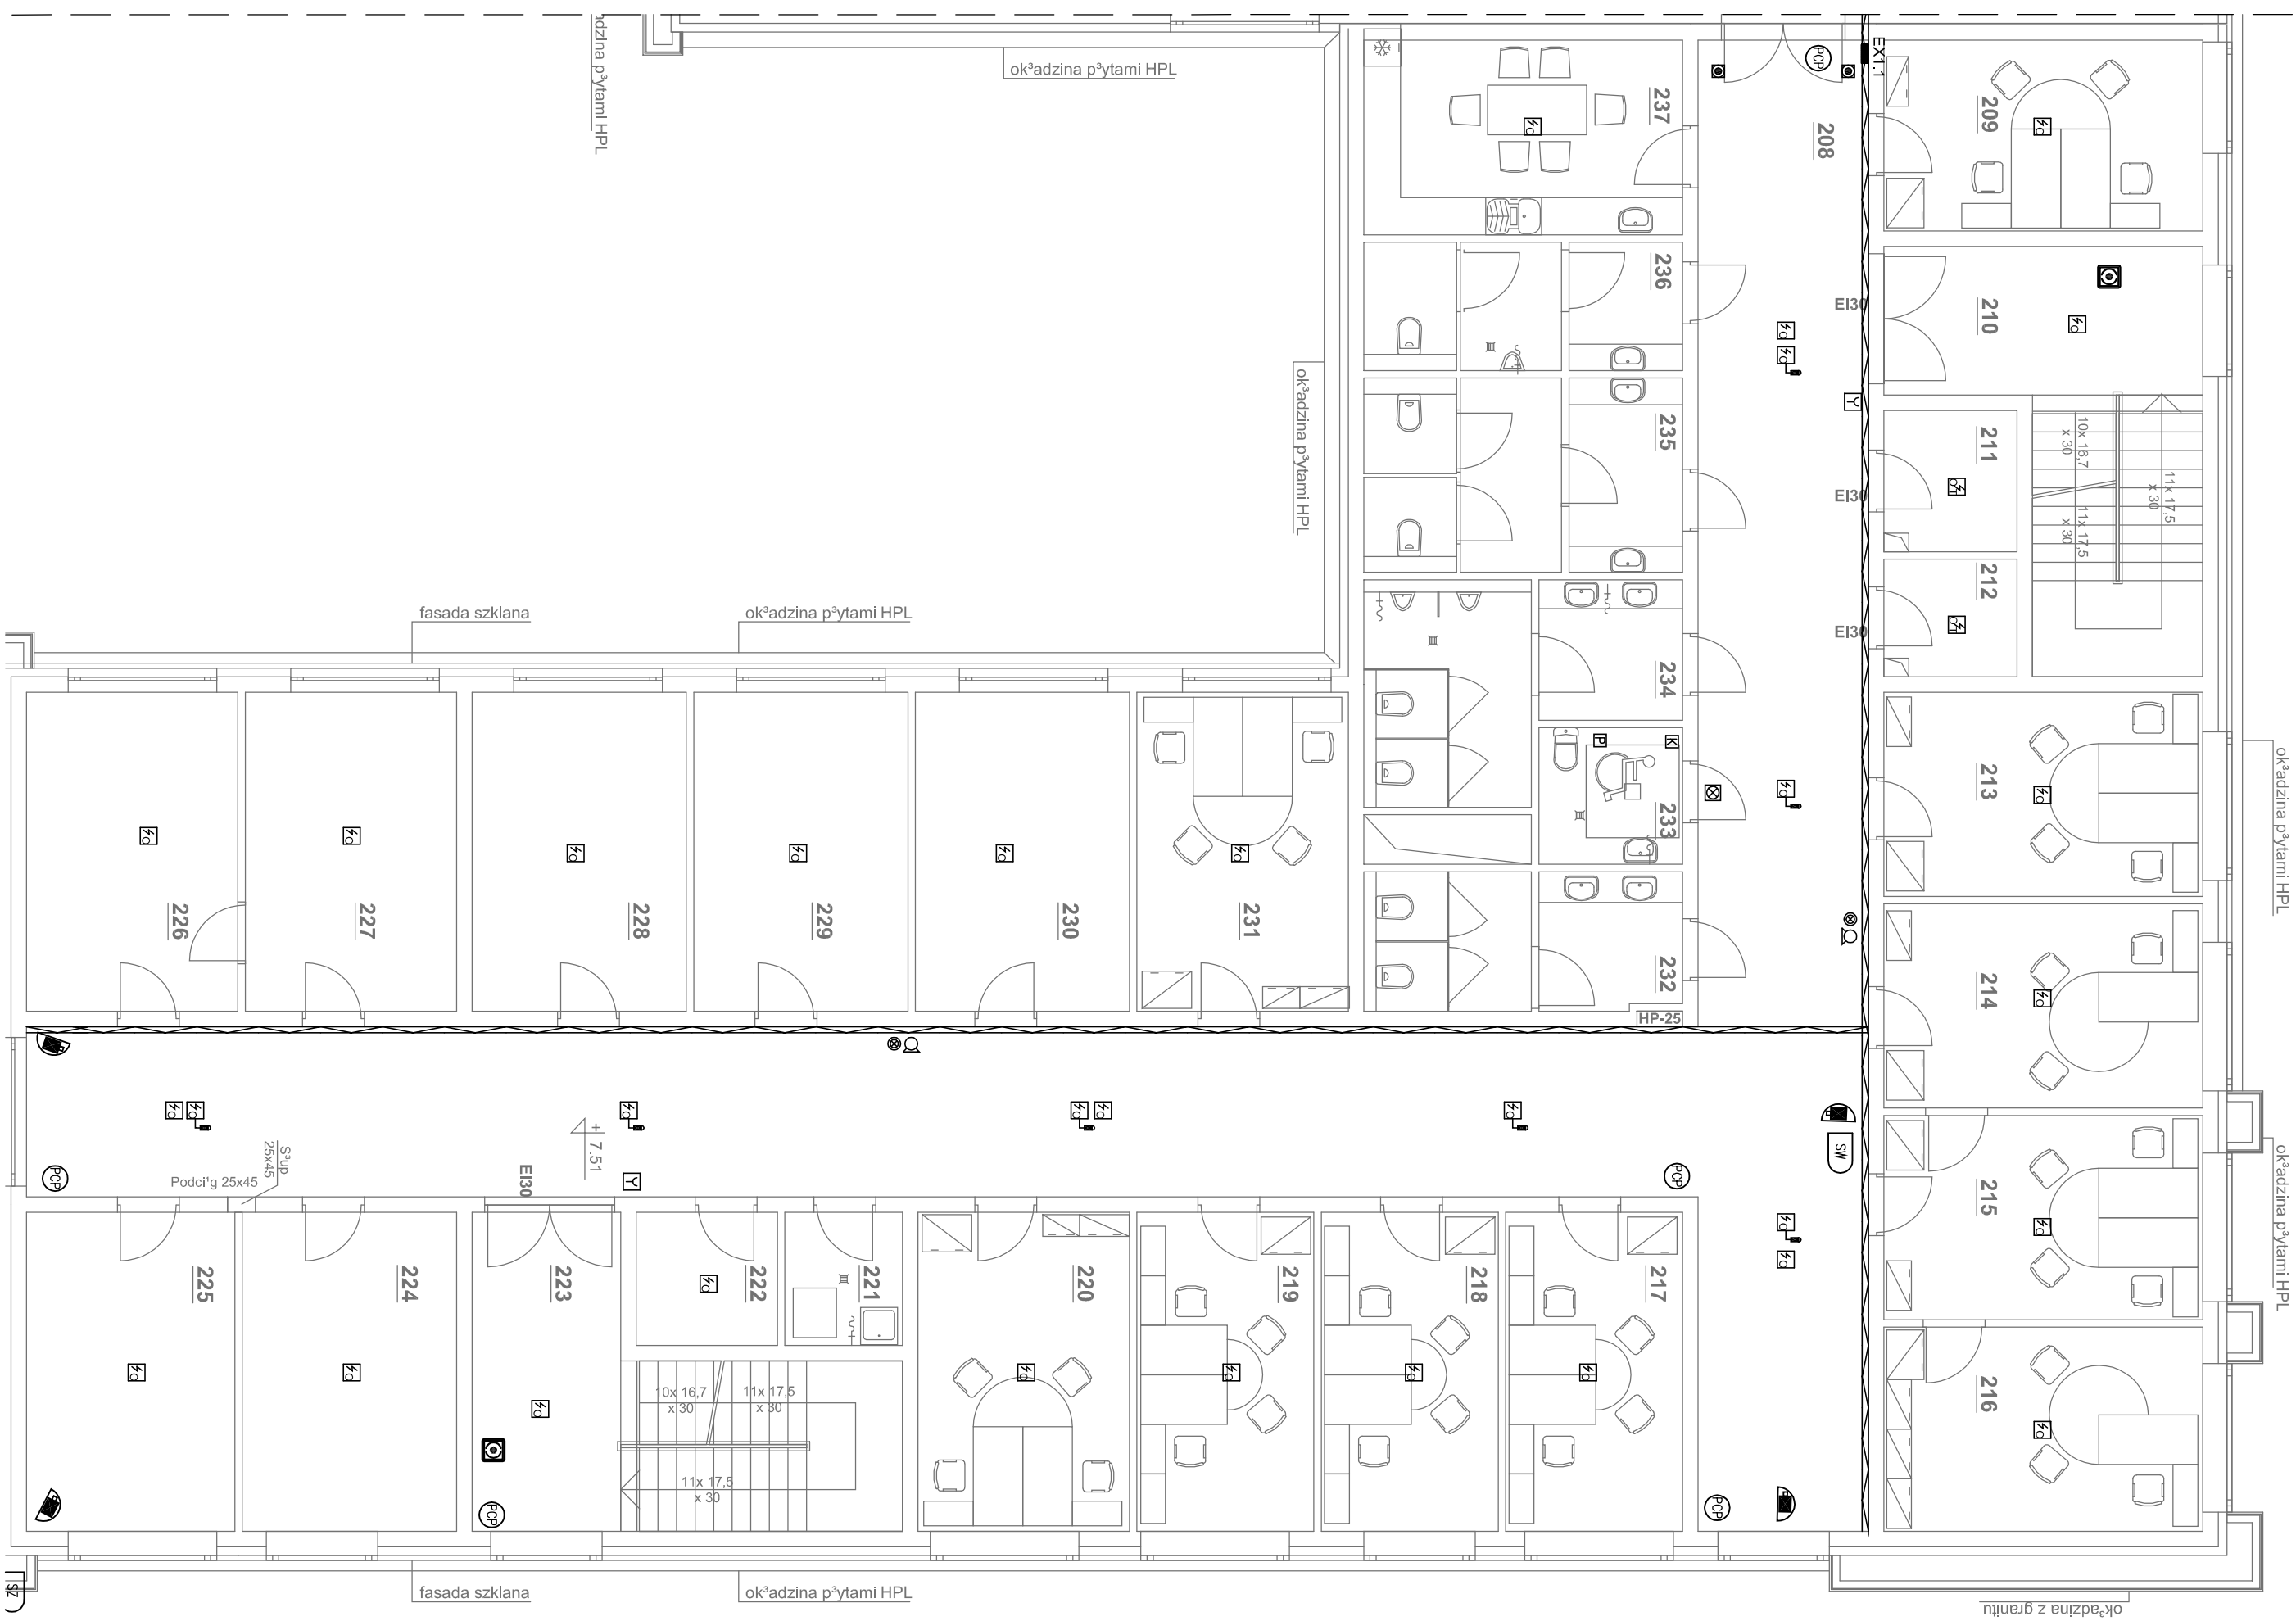 ok³adzina p³ytami HPL
ok³adzina p³ytami HPL
EX1.1
PCP
237
208
209
236
EI30
210
ok³adzina p³ytami HPL
235
EI30
211
10x 16,7
x 30
11x 17,5
x 30
11x 17,5
x 30
212
EI30
fasada szklana
ok³adzina p³ytami HPL
234
P
K
213
ok³adzina p³ytami HPL
233
226
227
228
229
230
231
232
214
HP-25
SW
S³up
25x45
Podci¹g 25x45
+
7.51
EI30
PCP
PCP
215
ok³adzina p³ytami HPL
225
224
223
222
221
220
219
218
217
216
10x 16,7
x 30
11x 17,5
x 30
11x 17,5
x 30
PCP
PCP
SZ
fasada szklana
ok³adzina p³ytami HPL
ok³adzina z granitu